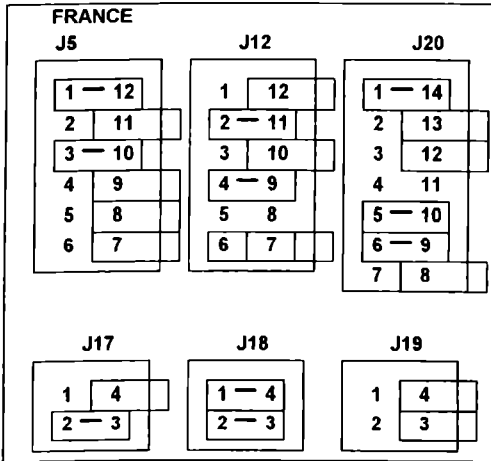 FRANCE
J5 J12 J20
1 — 12 1 12 1 — 14
2 11 2 — 11 2 13
3 — 10 3 10 3 12
4 9 4 — 9 4 11
5 8 5 8 5 — 10
6 7 6 7 6 — 9
7 8
J17 J18 J19
1 4 1 — 4 1 4
2 — 3 2 — 3 2 3